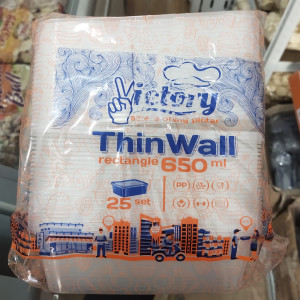 Victory
ThinWall
rectangle 650 ml
25 set
PP